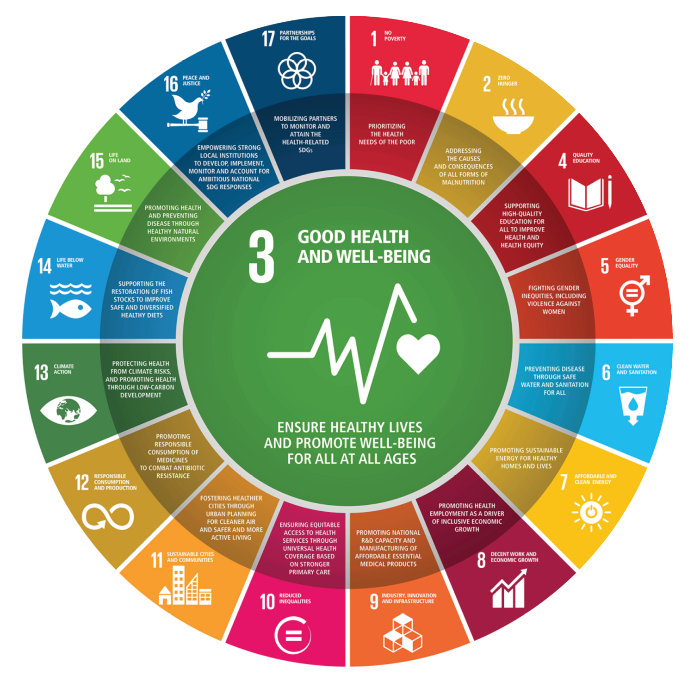 3
GOOD HEALTH
AND WELL-BEING
ENSURE HEALTHY LIVES
AND PROMOTE WELL-BEING
FOR ALL AT ALL AGES
1
NO
POVERTY
PRIORITIZING
THE HEALTH
NEEDS OF THE POOR
2
ZERO
HUNGER
ADDRESSING
THE CAUSES
AND CONSEQUENCES
OF ALL FORMS OF
MALNUTRITION
4
QUALITY
EDUCATION
SUPPORTING
HIGH-QUALITY
EDUCATION FOR
ALL TO IMPROVE
HEALTH AND
HEALTH EQUITY
5
GENDER
EQUALITY
FIGHTING GENDER
INEQUITIES, INCLUDING
VIOLENCE AGAINST
WOMEN
6
CLEAN WATER
AND SANITATION
PREVENTING DISEASE
THROUGH SAFE
WATER AND SANITATION
FOR ALL
7
AFFORDABLE AND
CLEAN ENERGY
PROMOTING SUSTAINABLE
ENERGY FOR HEALTHY
HOMES AND LIVES
8
DECENT WORK AND
ECONOMIC GROWTH
PROMOTING HEALTH
EMPLOYMENT AS A DRIVER
OF INCLUSIVE ECONOMIC
GROWTH
9
INDUSTRY, INNOVATION
AND INFRASTRUCTURE
PROMOTING NATIONAL
R&D CAPACITY AND
MANUFACTURING OF
AFFORDABLE ESSENTIAL
MEDICAL PRODUCTS
10
REDUCED
INEQUALITIES
ENSURING EQUITABLE
ACCESS TO HEALTH
SERVICES THROUGH
UNIVERSAL HEALTH
COVERAGE BASED
ON STRONGER
PRIMARY CARE
11
SUSTAINABLE CITIES
AND COMMUNITIES
FOSTERING HEALTHIER
CITIES THROUGH
URBAN PLANNING
FOR CLEANER AIR
AND SAFER AND MORE
ACTIVE LIVING
12
RESPONSIBLE
CONSUMPTION
AND PRODUCTION
PROMOTING
RESPONSIBLE
CONSUMPTION OF
MEDICINES
TO COMBAT ANTIBIOTIC
RESISTANCE
13
CLIMATE
ACTION
PROTECTING HEALTH
FROM CLIMATE RISKS,
AND PROMOTING HEALTH
THROUGH LOW-CARBON
DEVELOPMENT
14
LIFE BELOW
WATER
SUPPORTING THE
RESTORATION OF FISH
STOCKS TO IMPROVE
SAFE AND DIVERSIFIED
HEALTHY DIETS
15
LIFE
ON LAND
PROMOTING HEALTH
AND PREVENTING
DISEASE THROUGH
HEALTHY NATURAL
ENVIRONMENTS
16
PEACE AND
JUSTICE
EMPOWERING STRONG
LOCAL INSTITUTIONS
TO DEVELOP, IMPLEMENT,
MONITOR AND ACCOUNT FOR
AMBITIOUS NATIONAL
SDG RESPONSES
17
PARTNERSHIPS
FOR THE GOALS
MOBILIZING PARTNERS
TO MONITOR AND
ATTAIN THE
HEALTH-RELATED
SDGs